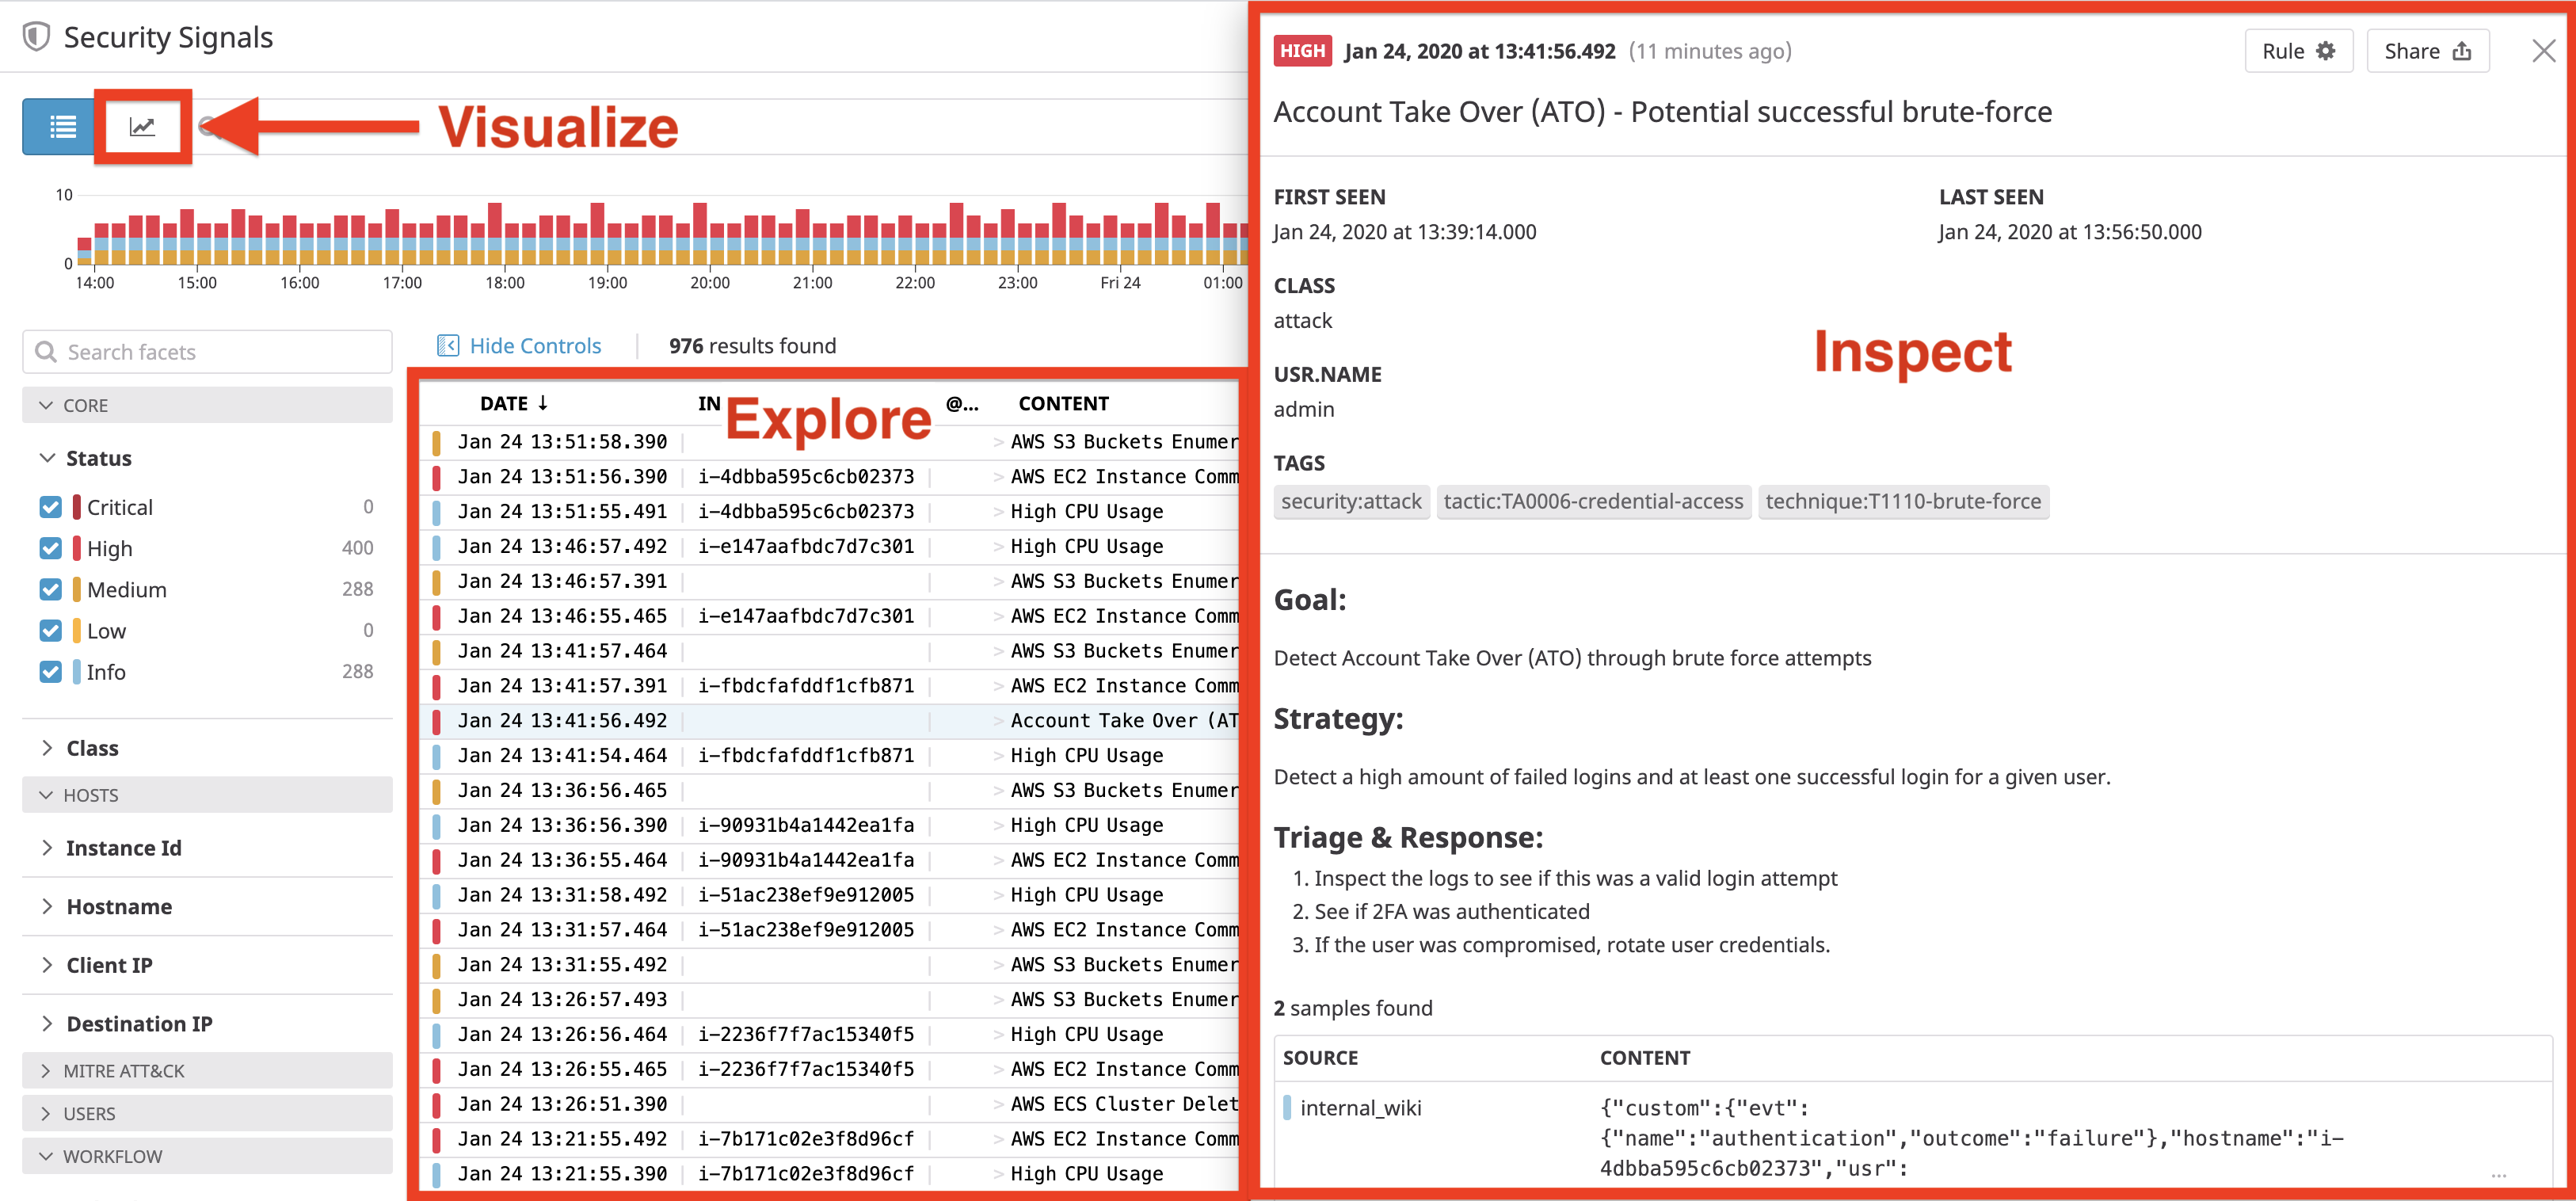 Security Signals
Visualize
10
0
14:00 15:00 16:00 17:00 18:00 19:00 20:00 21:00 22:00 23:00 Fri 24 01:00
Search facets
CORE
Status
Critical 0
High 400
Medium 288
Low 0
Info 288
Class
HOSTS
Instance Id
Hostname
Client IP
Destination IP
MITRE ATT&CK
USERS
WORKFLOW
Hide Controls 976 results found
Explore
DATE ↓ IN @... CONTENT
Jan 24 13:51:58.390 > AWS S3 Buckets Enumer
Jan 24 13:51:56.390 i-4dbba595c6cb02373 > AWS EC2 Instance Comm
Jan 24 13:51:55.491 i-4dbba595c6cb02373 > High CPU Usage
Jan 24 13:46:57.492 i-e147aafbdc7d7c301 > High CPU Usage
Jan 24 13:46:57.391 > AWS S3 Buckets Enumer
Jan 24 13:46:55.465 i-e147aafbdc7d7c301 > AWS EC2 Instance Comm
Jan 24 13:41:57.464 > AWS S3 Buckets Enumer
Jan 24 13:41:57.391 i-fbdcfafddf1cfb871 > AWS EC2 Instance Comm
Jan 24 13:41:56.492 > Account Take Over (AT
Jan 24 13:41:54.464 i-fbdcfafddf1cfb871 > High CPU Usage
Jan 24 13:36:56.465 > AWS S3 Buckets Enumer
Jan 24 13:36:56.390 i-90931b4a1442ea1fa > High CPU Usage
Jan 24 13:36:55.464 i-90931b4a1442ea1fa > AWS EC2 Instance Comm
Jan 24 13:31:58.492 i-51ac238ef9e912005 > High CPU Usage
Jan 24 13:31:57.464 i-51ac238ef9e912005 > AWS EC2 Instance Comm
Jan 24 13:31:55.492 > AWS S3 Buckets Enumer
Jan 24 13:26:57.493 > AWS S3 Buckets Enumer
Jan 24 13:26:56.464 i-2236f7f7ac15340f5 > High CPU Usage
Jan 24 13:26:55.465 i-2236f7f7ac15340f5 > AWS EC2 Instance Comm
Jan 24 13:26:51.390 > AWS ECS Cluster Delet
Jan 24 13:21:55.492 i-7b171c02e3f8d96cf > AWS EC2 Instance Comm
Jan 24 13:21:55.390 i-7b171c02e3f8d96cf > High CPU Usage
HIGH Jan 24, 2020 at 13:41:56.492 (11 minutes ago) Rule Share
Account Take Over (ATO) - Potential successful brute-force
FIRST SEEN LAST SEEN
Jan 24, 2020 at 13:39:14.000 Jan 24, 2020 at 13:56:50.000
CLASS
attack
Inspect
USR.NAME
admin
TAGS
security:attack tactic:TA0006-credential-access technique:T1110-brute-force
Goal:
Detect Account Take Over (ATO) through brute force attempts
Strategy:
Detect a high amount of failed logins and at least one successful login for a given user.
Triage & Response:
1. Inspect the logs to see if this was a valid login attempt
2. See if 2FA was authenticated
3. If the user was compromised, rotate user credentials.
2 samples found
SOURCE CONTENT
internal_wiki {"custom":{"evt":
{"name":"authentication","outcome":"failure"},"hostname":"i-
4dbba595c6cb02373","usr":
...